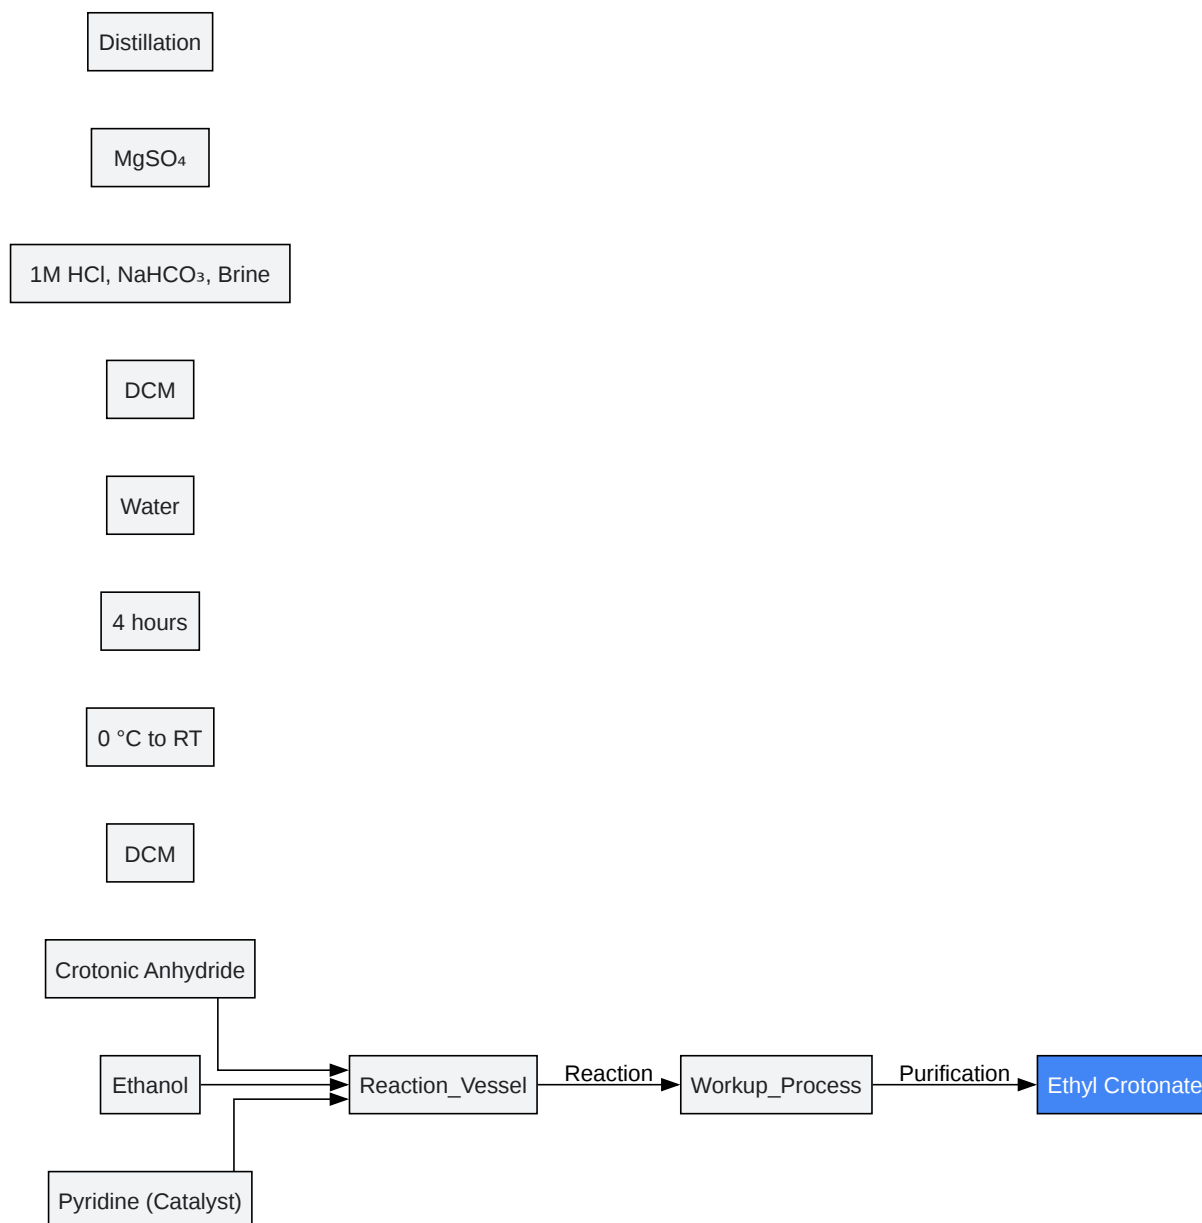 Distillation
MgSO₄
1M HCl, NaHCO₃, Brine
DCM
Water
4 hours
0 °C to RT
DCM
Crotonic Anhydride
Ethanol
Reaction_Vessel
Reaction
Workup_Process
Purification
Ethyl Crotonate
Pyridine (Catalyst)